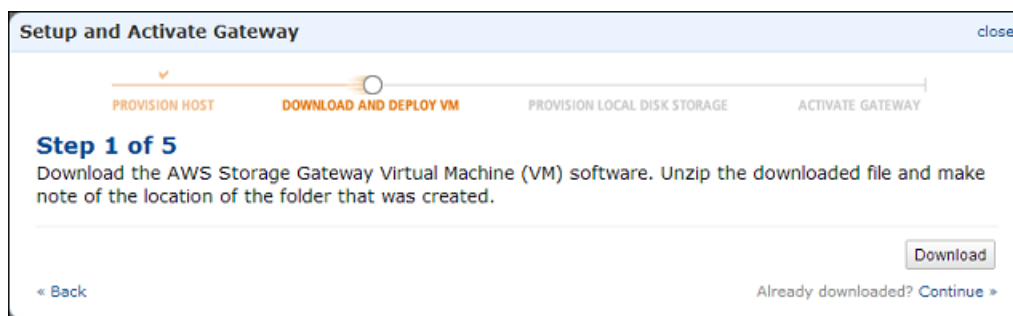 Setup and Activate Gateway close
PROVISION HOST DOWNLOAD AND DEPLOY VM PROVISION LOCAL DISK STORAGE ACTIVATE GATEWAY
Step 1 of 5
Download the AWS Storage Gateway Virtual Machine (VM) software. Unzip the downloaded file and make
note of the location of the folder that was created.
Download
« Back Already downloaded? Continue »